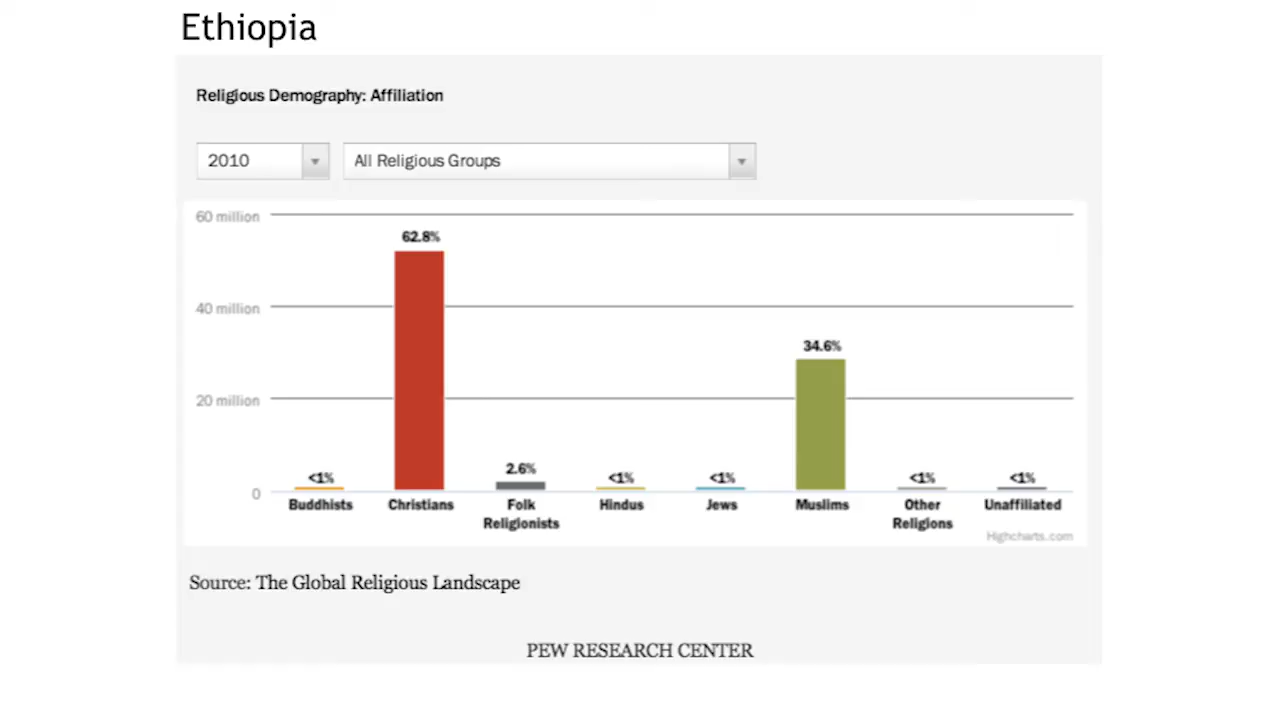 Ethiopia
Religious Demography: Affiliation
2010
All Religious Groups
60 million
62.8%
40 million
34.6%
20 million
<1%
2.6%
<1%
<1%
<1%
<1%
0
Buddhists
Christians
Folk
Religionists
Hindus
Jews
Muslims
Other
Religions
Unaffiliated
Highcharts.com
Source: The Global Religious Landscape
PEW RESEARCH CENTER